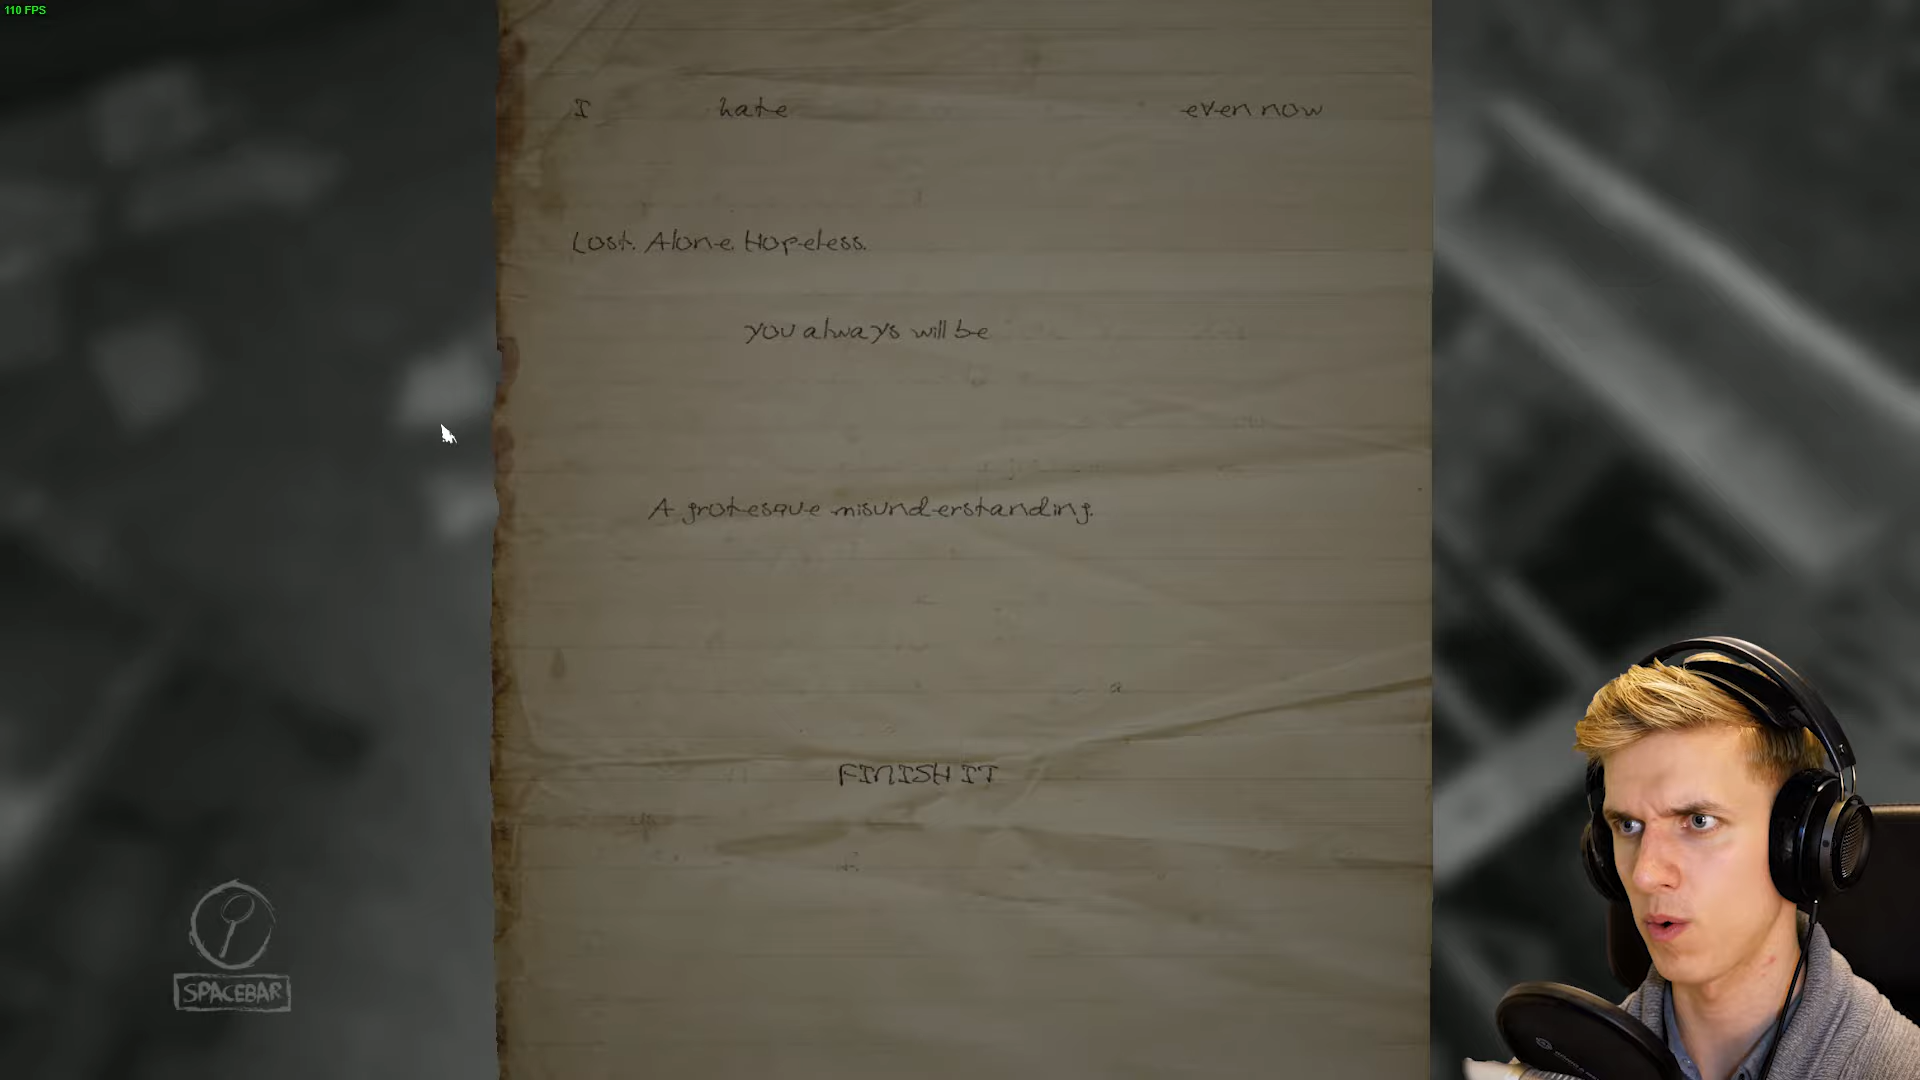 110 FPS
I hate even now
Lost. Alone. Hopeless.
you always will be
A grotesque misunderstanding.
FINISH IT
SPACEBAR